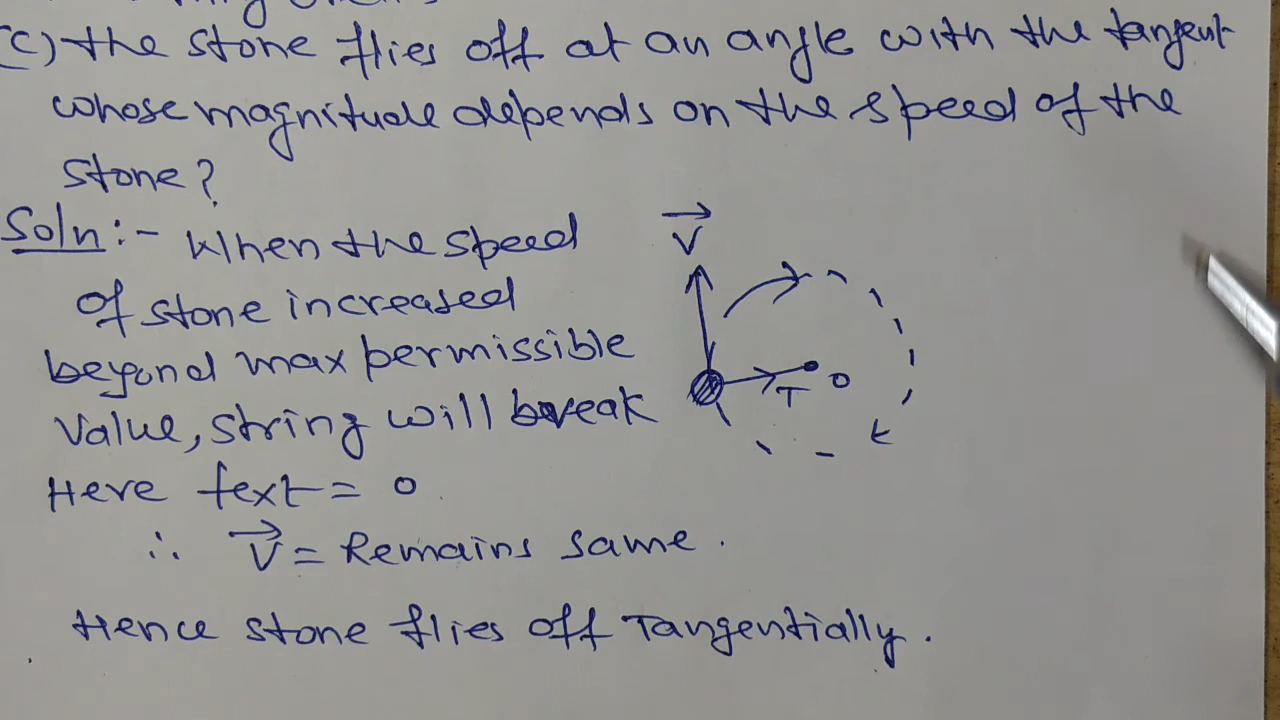 (C) the stone flies off at an angle with the tangent
whose magnitude depends on the speed of the
stone?
Soln:- When the speed
of stone increased
beyond max permissible
value, string will break
Here fext = 0
∴ V = Remains same.
Hence stone flies off Tangentially.
V
T
O